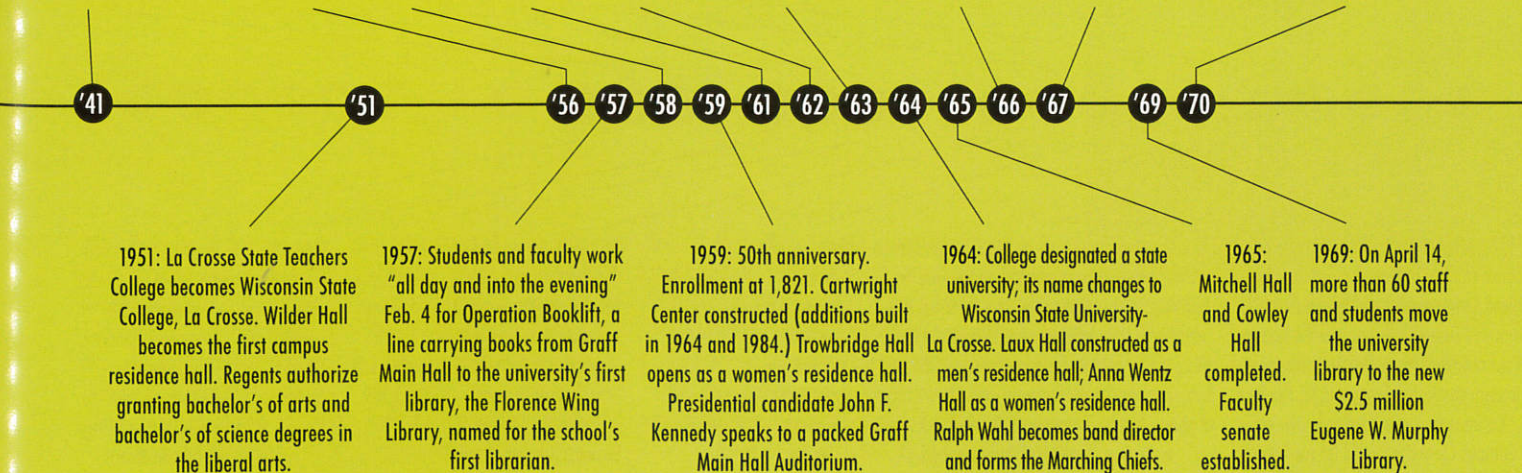 '41
'51
'56
'57
'58
'59
'61
'62
'63
'64
'65
'66
'67
'69
'70
1951: La Crosse State Teachers
College becomes Wisconsin State
College, La Crosse. Wilder Hall
becomes the first campus
residence hall. Regents authorize
granting bachelor's of arts and
bachelor's of science degrees in
the liberal arts.
1957: Students and faculty work
“all day and into the evening”
Feb. 4 for Operation Booklift, a
line carrying books from Graff
Main Hall to the university's first
library, the Florence Wing
Library, named for the school's
first librarian.
1959: 50th anniversary.
Enrollment at 1,821. Cartwright
Center constructed (additions built
in 1964 and 1984.) Trowbridge Hall
opens as a women's residence hall.
Presidential candidate John F.
Kennedy speaks to a packed Graff
Main Hall Auditorium.
1964: College designated a state
university; its name changes to
Wisconsin State University-
La Crosse. Laux Hall constructed as a
men's residence hall; Anna Wentz
Hall as a women's residence hall.
Ralph Wahl becomes band director
and forms the Marching Chiefs.
1965:
Mitchell Hall
and Cowley
Hall
completed.
Faculty
senate
established.
1969: On April 14,
more than 60 staff
and students move
the university
library to the new
$2.5 million
Eugene W. Murphy
Library.